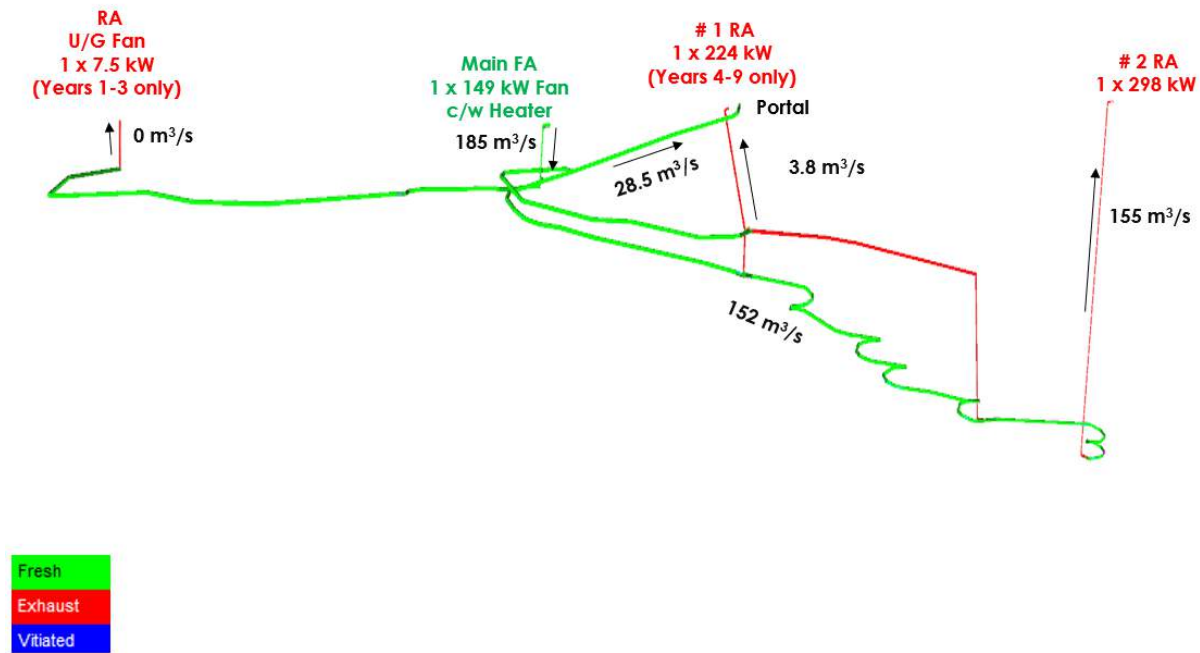 RA
U/G Fan
1 x 7.5 kW
(Years 1-3 only)
0 m³/s
Main FA
1 x 149 kW Fan
c/w Heater
185 m³/s
# 1 RA
1 x 224 kW
(Years 4-9 only)
Portal
28.5 m³/s
3.8 m³/s
# 2 RA
1 x 298 kW
155 m³/s
152 m³/s
Fresh
Exhaust
Vitiated